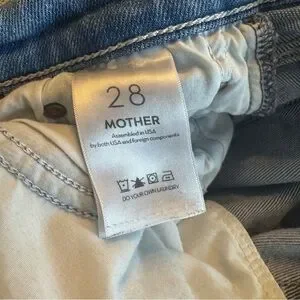 28
MOTHER
Assembled in USA
by both USA and foreign components
DO YOUR OWN LAUNDRY